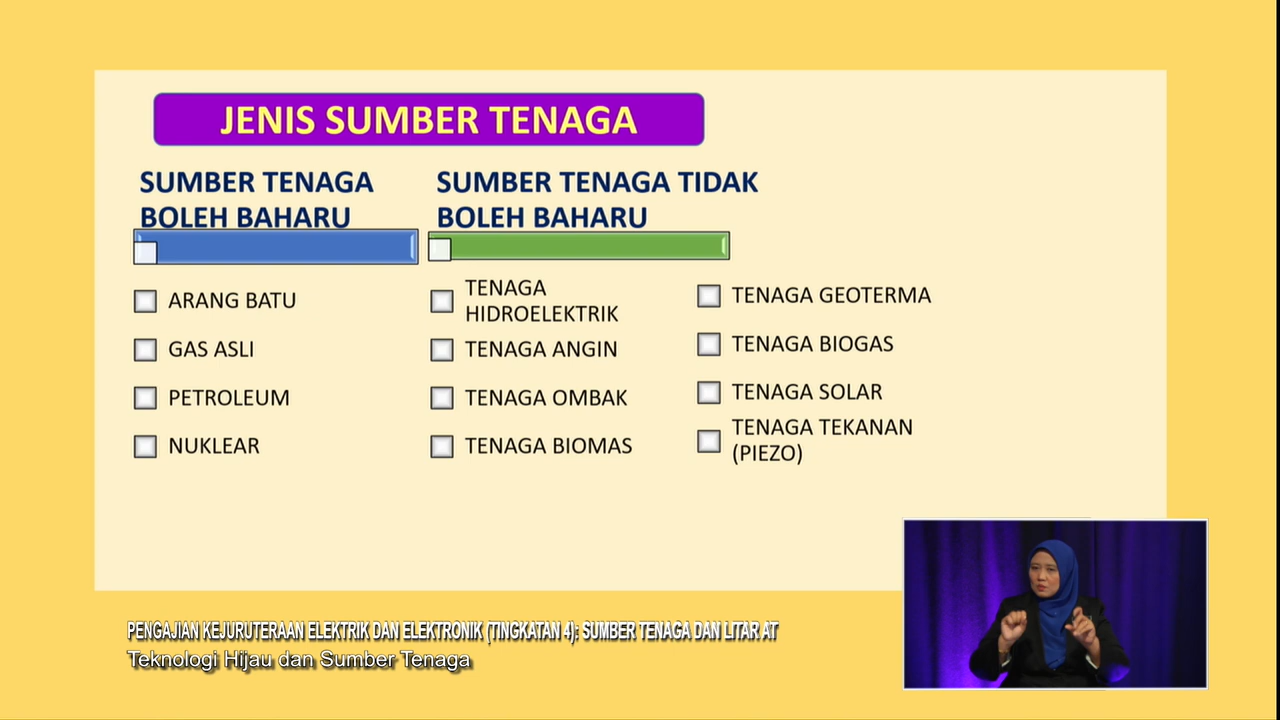 JENIS SUMBER TENAGA
SUMBER TENAGA
BOLEH BAHARU
SUMBER TENAGA TIDAK
BOLEH BAHARU
ARANG BATU
GAS ASLI
PETROLEUM
NUKLEAR
TENAGA
HIDROELEKTRIK
TENAGA ANGIN
TENAGA OMBAK
TENAGA BIOMAS
TENAGA GEOTERMA
TENAGA BIOGAS
TENAGA SOLAR
TENAGA TEKANAN
(PIEZO)
PENGAJIAN KEJURUTERAAN ELEKTRIK DAN ELEKTRONIK (TINGKATAN 4): SUMBER TENAGA DAN LITAR AT
Teknologi Hijau dan Sumber Tenaga